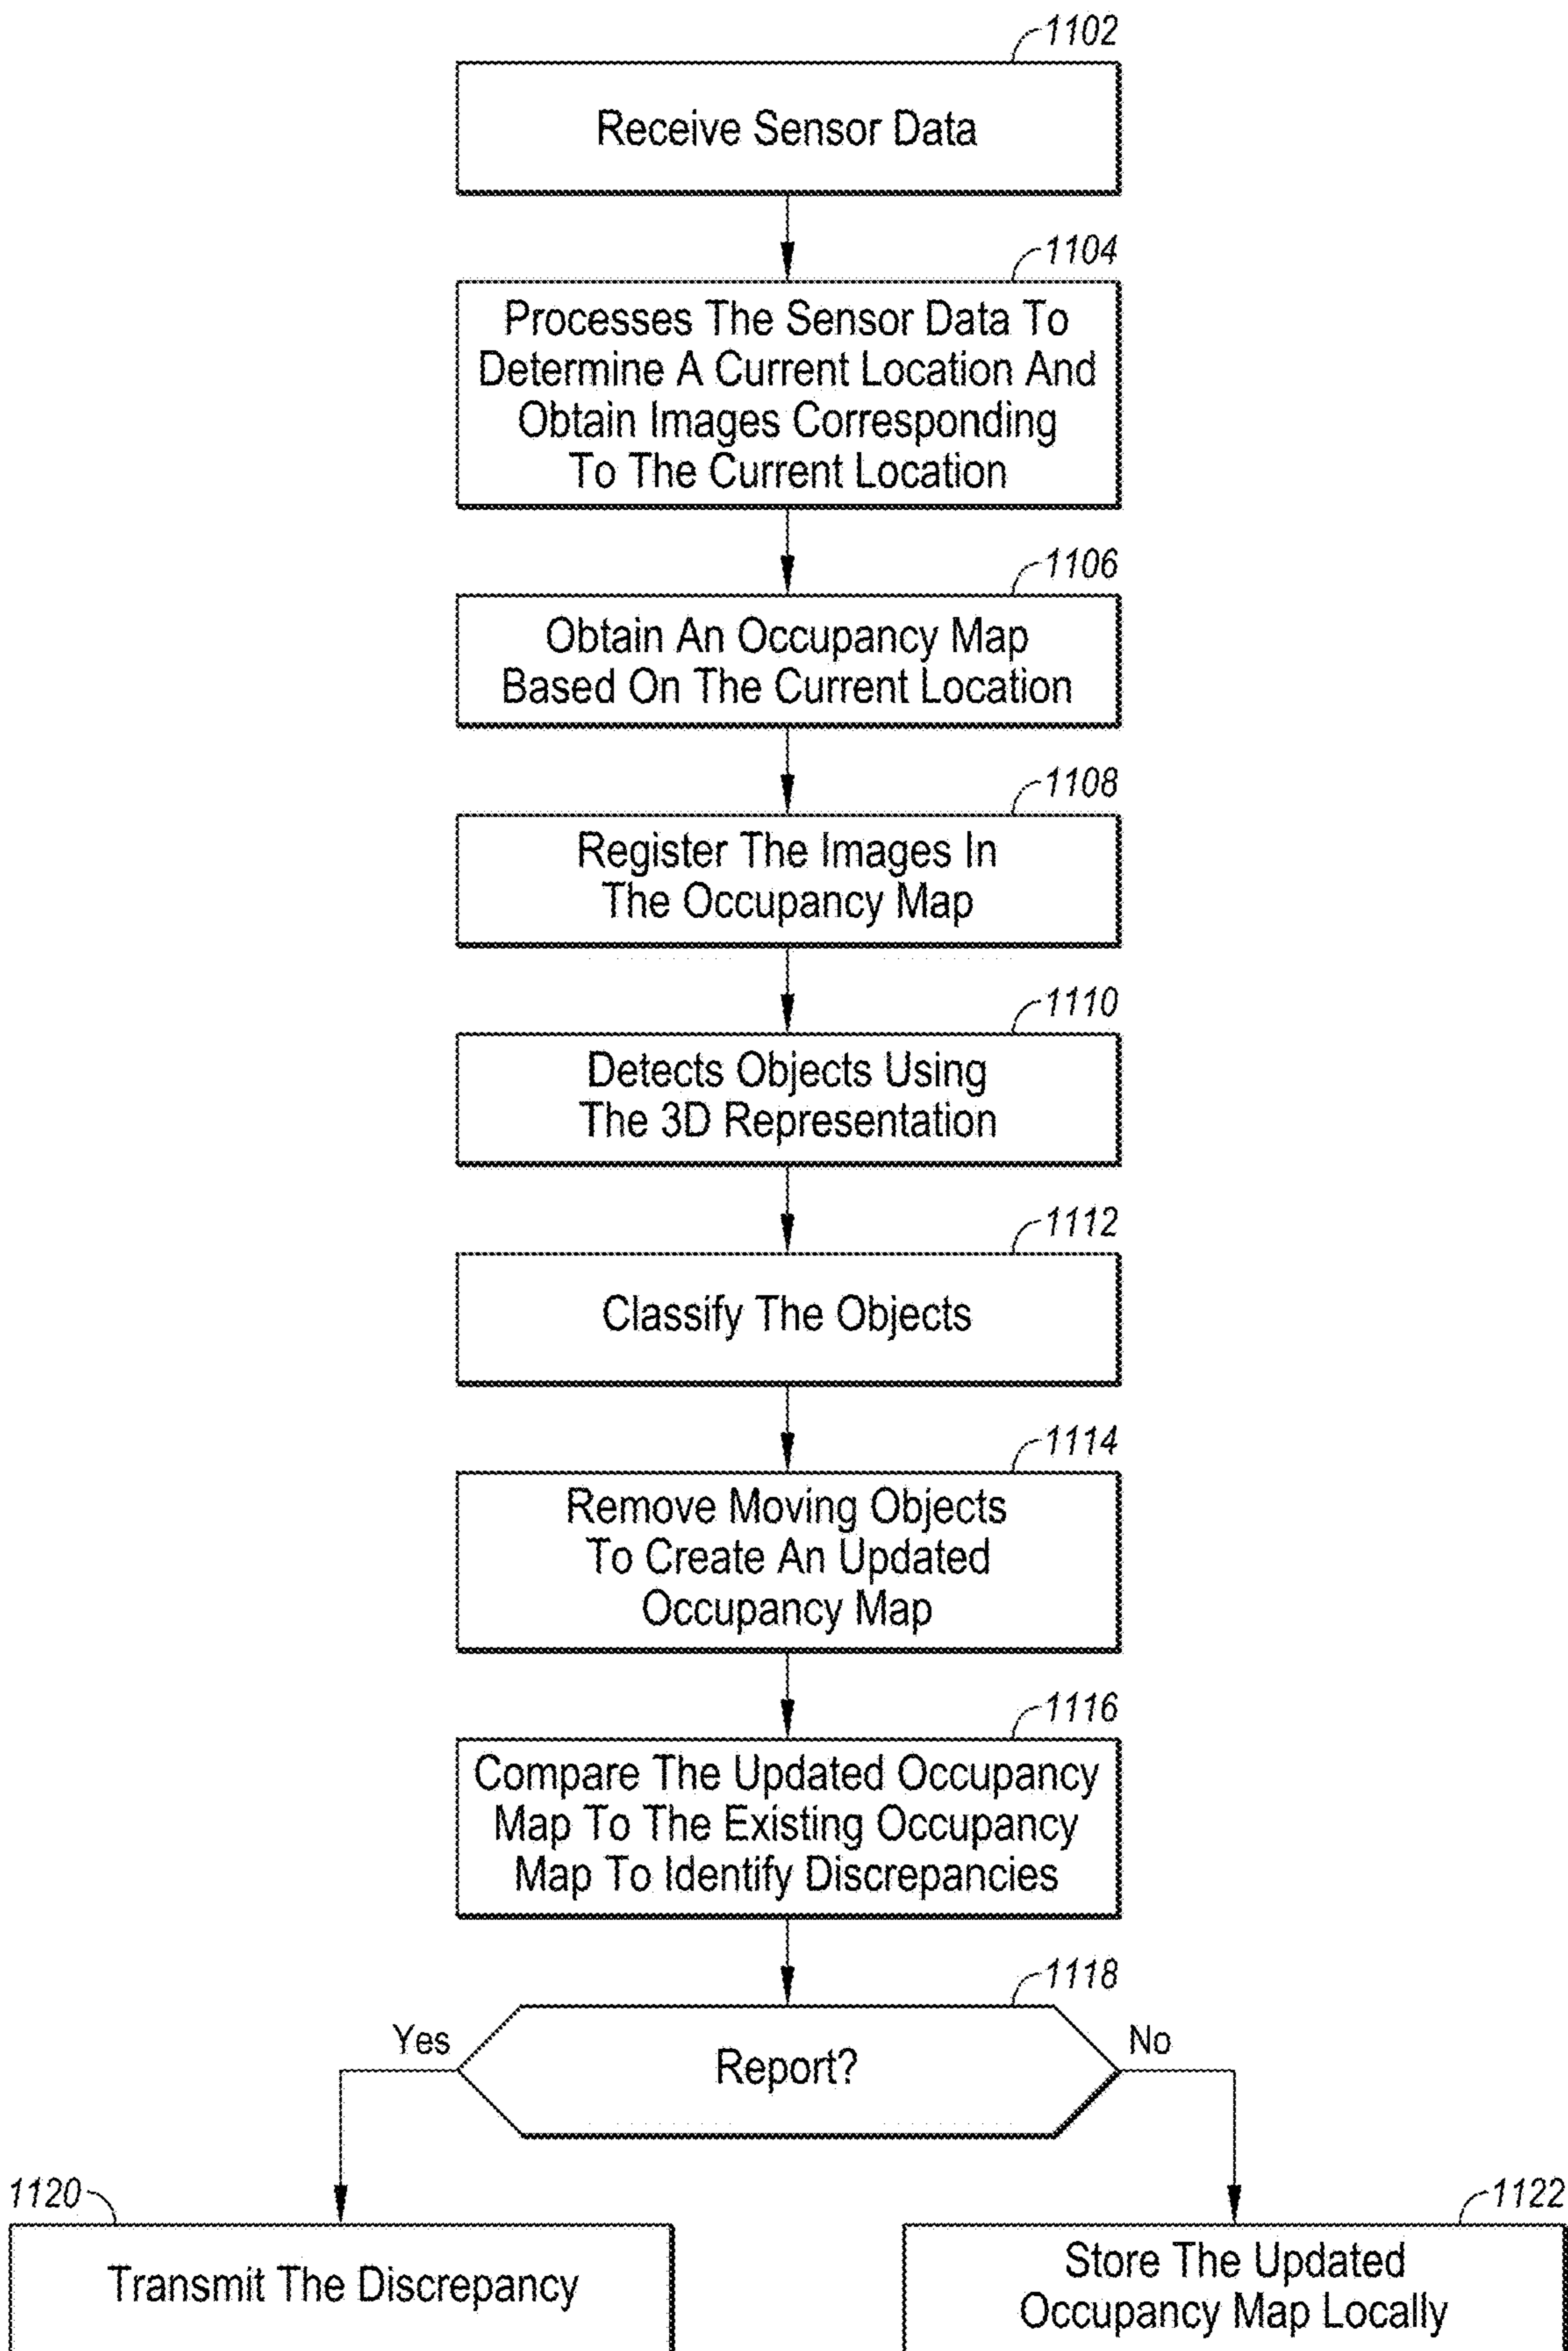 1102
Receive Sensor Data
1104
Processes The Sensor Data To
Determine A Current Location And
Obtain Images Corresponding
To The Current Location
1106
Obtain An Occupancy Map
Based On The Current Location
1108
Register The Images In
The Occupancy Map
1110
Detects Objects Using
The 3D Representation
1112
Classify The Objects
1114
Remove Moving Objects
To Create An Updated
Occupancy Map
1116
Compare The Updated Occupancy
Map To The Existing Occupancy
Map To Identify Discrepancies
1118
Yes
Report?
No
1120
Transmit The Discrepancy
1122
Store The Updated
Occupancy Map Locally